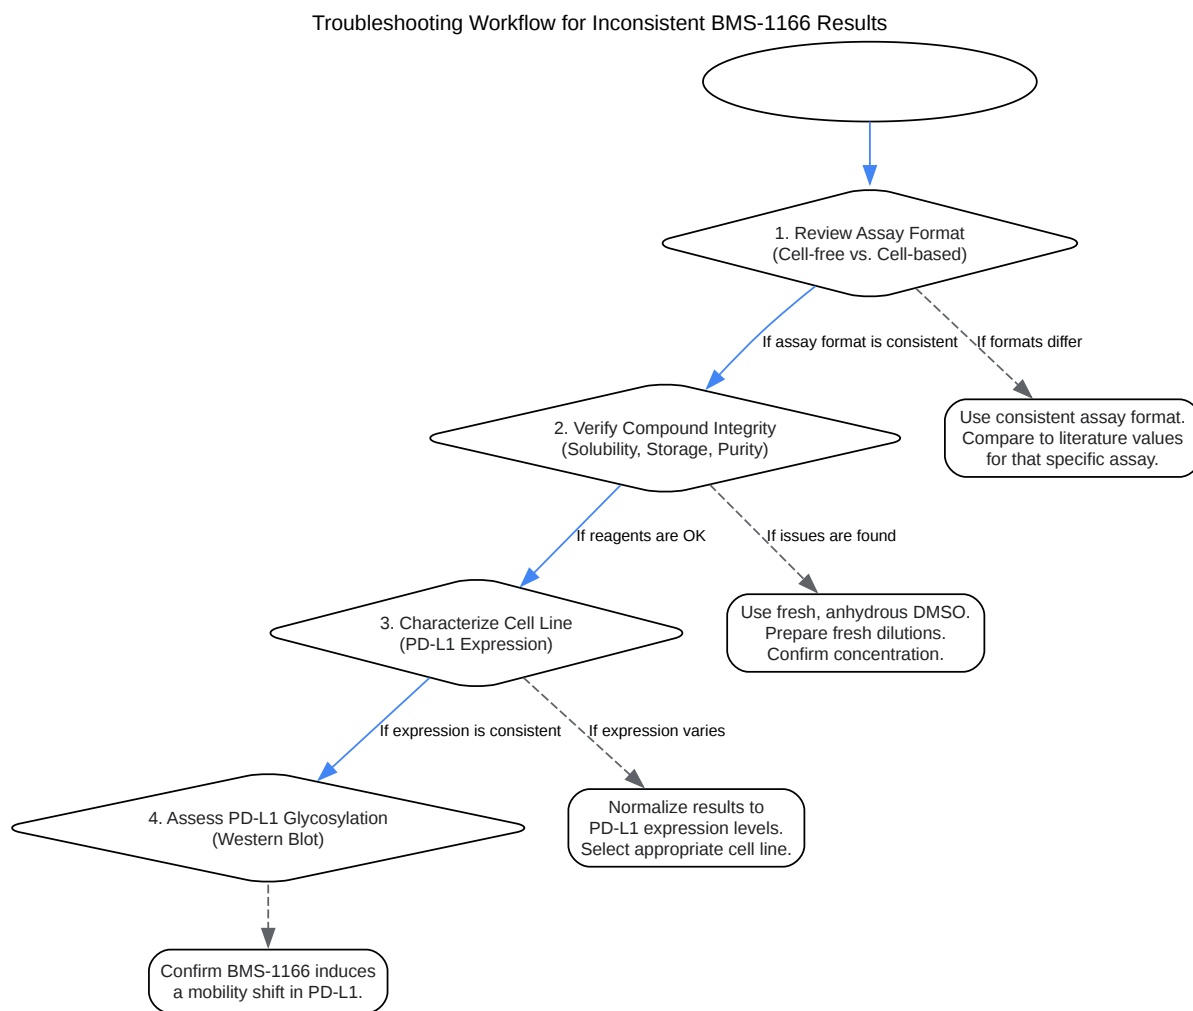 Troubleshooting Workflow for Inconsistent BMS-1166 Results
1. Review Assay Format
(Cell-free vs. Cell-based)
If assay format is consistent
If formats differ
Use consistent assay format.
Compare to literature values
for that specific assay.
2. Verify Compound Integrity
(Solubility, Storage, Purity)
If reagents are OK
If issues are found
Use fresh, anhydrous DMSO.
Prepare fresh dilutions.
Confirm concentration.
3. Characterize Cell Line
(PD-L1 Expression)
If expression is consistent
If expression varies
Normalize results to
PD-L1 expression levels.
Select appropriate cell line.
4. Assess PD-L1 Glycosylation
(Western Blot)
Confirm BMS-1166 induces
a mobility shift in PD-L1.